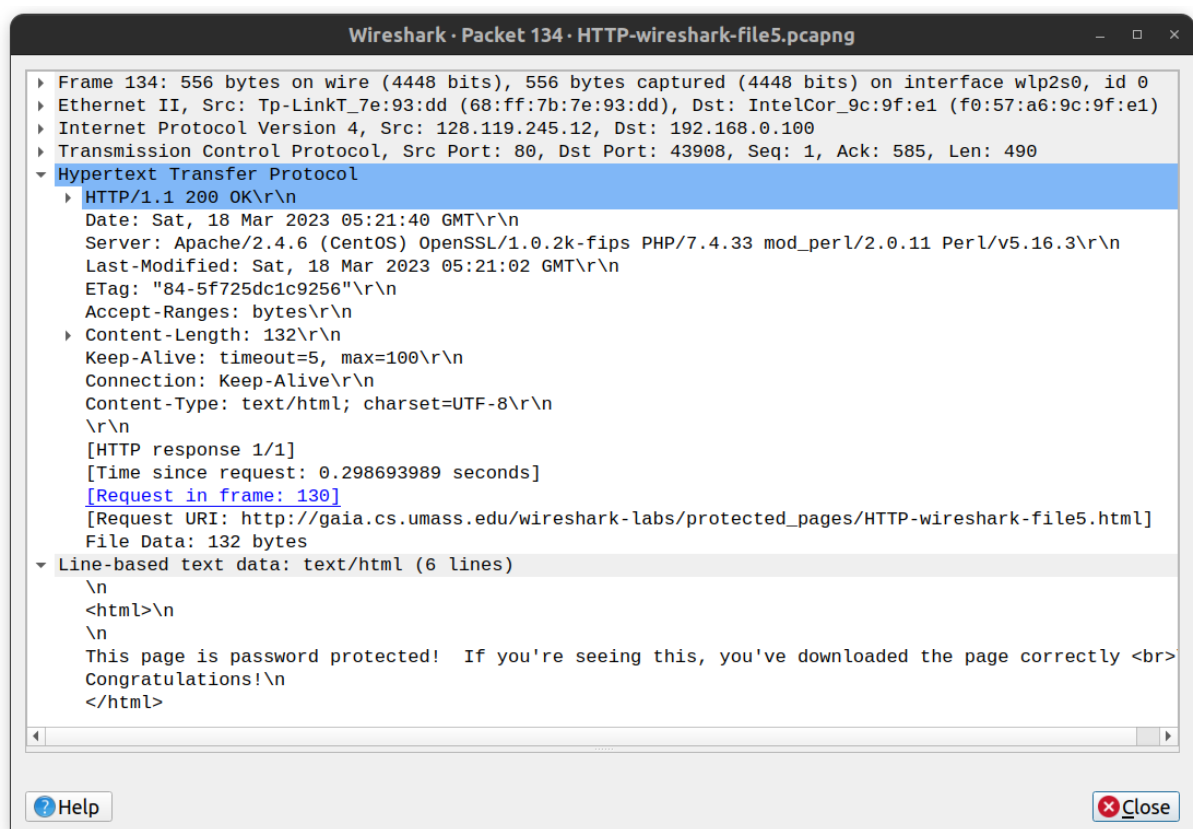 Wireshark · Packet 134 · HTTP-wireshark-file5.pcapng
Frame 134: 556 bytes on wire (4448 bits), 556 bytes captured (4448 bits) on interface wlp2s0, id 0
Ethernet II, Src: Tp-LinkT_7e:93:dd (68:ff:7b:7e:93:dd), Dst: IntelCor_9c:9f:e1 (f0:57:a6:9c:9f:e1)
Internet Protocol Version 4, Src: 128.119.245.12, Dst: 192.168.0.100
Transmission Control Protocol, Src Port: 80, Dst Port: 43908, Seq: 1, Ack: 585, Len: 490
Hypertext Transfer Protocol
HTTP/1.1 200 OK\r\n
Date: Sat, 18 Mar 2023 05:21:40 GMT\r\n
Server: Apache/2.4.6 (CentOS) OpenSSL/1.0.2k-fips PHP/7.4.33 mod_perl/2.0.11 Perl/v5.16.3\r\n
Last-Modified: Sat, 18 Mar 2023 05:21:02 GMT\r\n
ETag: "84-5f725dc1c9256"\r\n
Accept-Ranges: bytes\r\n
Content-Length: 132\r\n
Keep-Alive: timeout=5, max=100\r\n
Connection: Keep-Alive\r\n
Content-Type: text/html; charset=UTF-8\r\n
\r\n
[HTTP response 1/1]
[Time since request: 0.298693989 seconds]
[Request in frame: 130]
[Request URI: http://gaia.cs.umass.edu/wireshark-labs/protected_pages/HTTP-wireshark-file5.html]
File Data: 132 bytes
Line-based text data: text/html (6 lines)
\n
<html>\n
\n
This page is password protected!  If you're seeing this, you've downloaded the page correctly <br>
Congratulations!\n
</html>
Help
Close